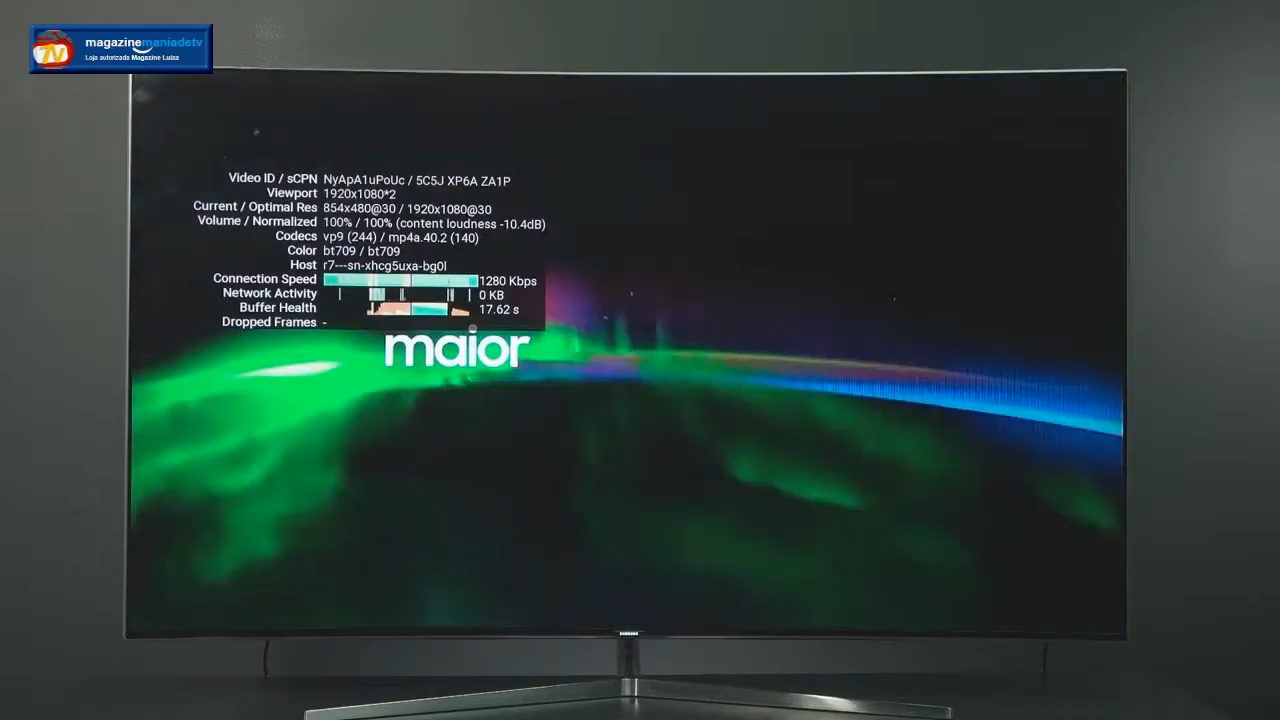 TV
magazinemaniadetv
Loja autorizada Magazine Luiza
Video ID / sCPN NyApA1uPoUc / 5C5J XP6A ZA1P
Viewport 1920x1080*2
Current / Optimal Res 854x480@30 / 1920x1080@30
Volume / Normalized 100% / 100% (content loudness -10.4dB)
Codecs vp9 (244) / mp4a.40.2 (140)
Color bt709 / bt709
Host r7---sn-xhcg5uxa-bg0l
Connection Speed 1280 Kbps
Network Activity 0 KB
Buffer Health 17.62 s
Dropped Frames -
maior
SAMSUNG